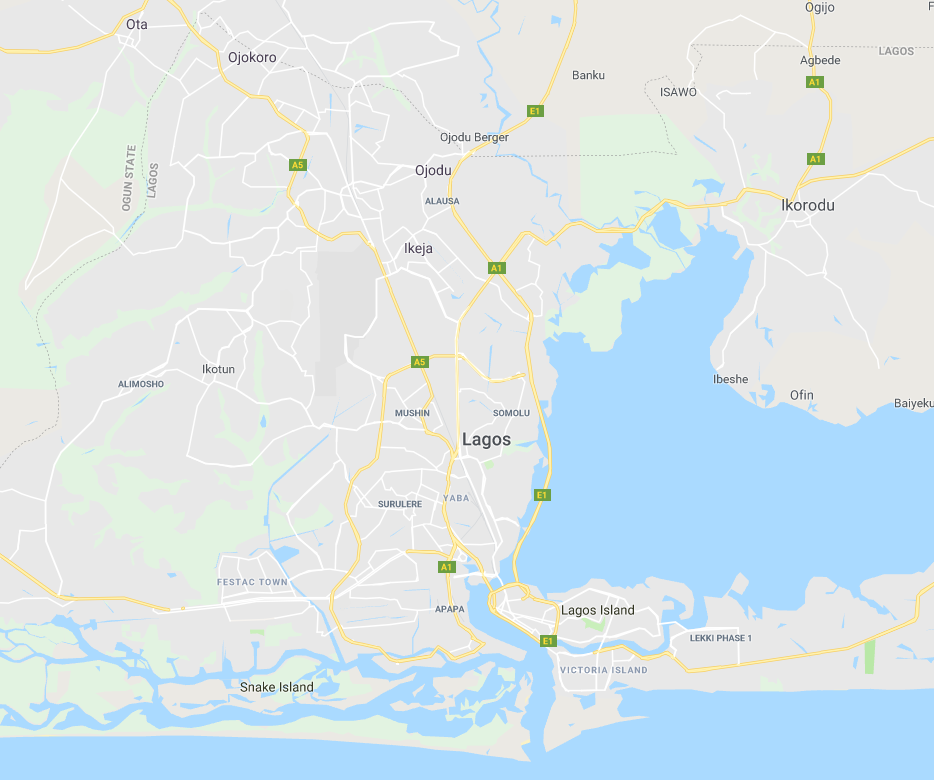 Ogijo
F
Ota
Ojokoro
LAGOS
Agbede
Banku
A1
ISAWO
E1
Ojodu Berger
A1
A5
Ojodu
OGUN STATE
LAGOS
ALAUSA
Ikorodu
Ikeja
A1
A5
Ikotun
Ibeshe
ALIMOSHO
Ofin
Baiyeku
MUSHIN
SOMOLU
Lagos
E1
YABA
SURULERE
A1
FESTAC TOWN
APAPA
Lagos Island
E1
LEKKI PHASE 1
VICTORIA ISLAND
Snake Island